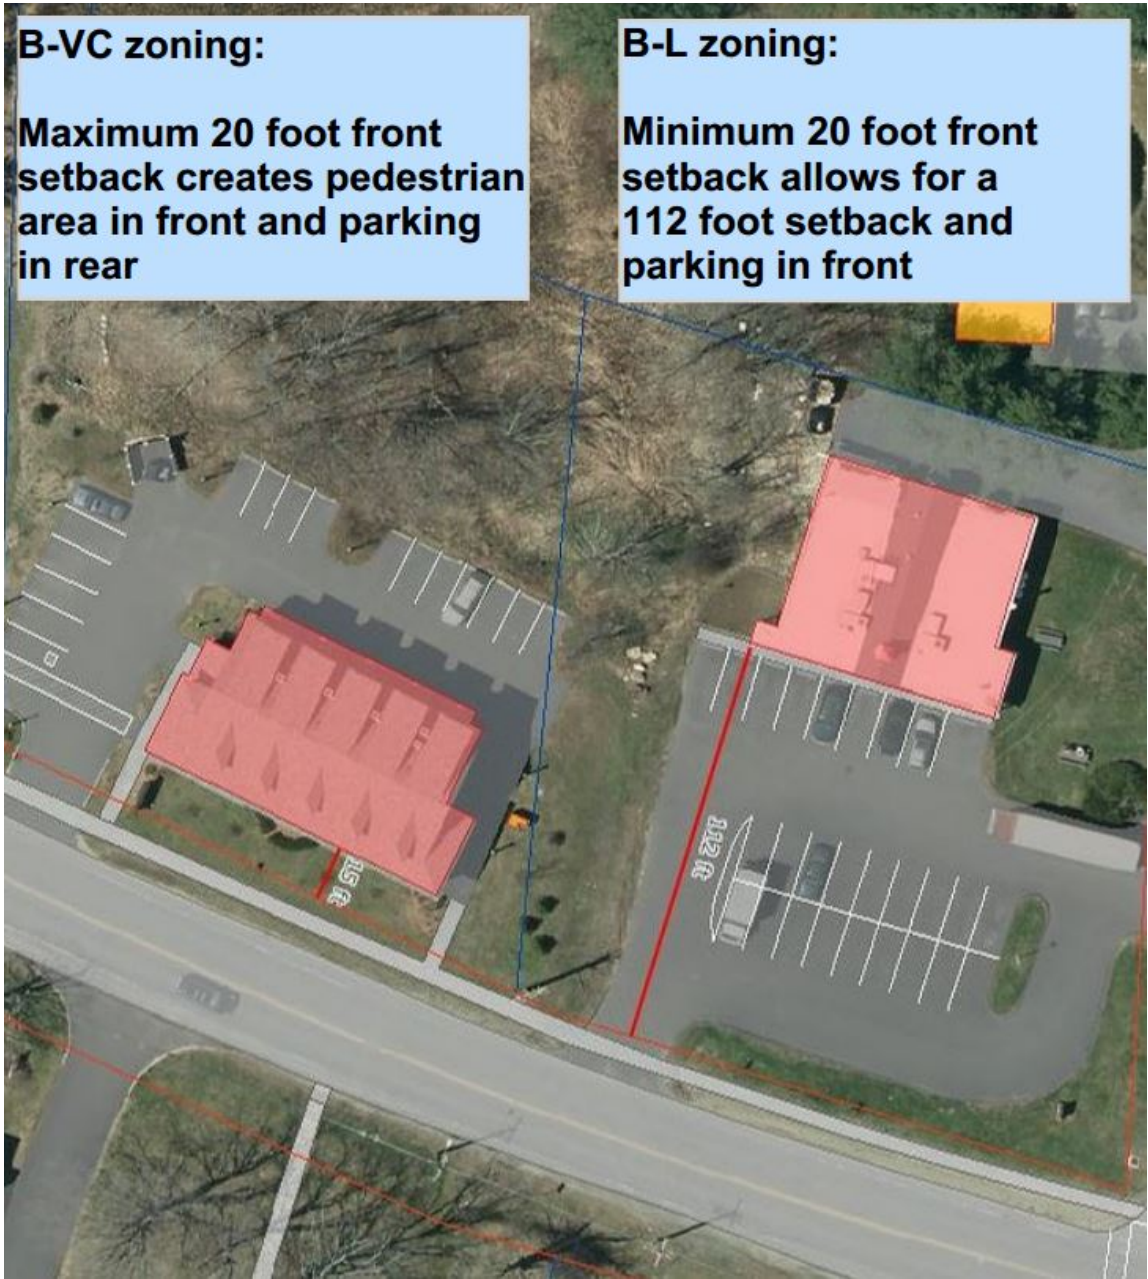 B-VC zoning:
Maximum 20 foot front
setback creates pedestrian
area in front and parking
in rear
B-L zoning:
Minimum 20 foot front
setback allows for a
112 foot setback and
parking in front
112 ft
15 ft